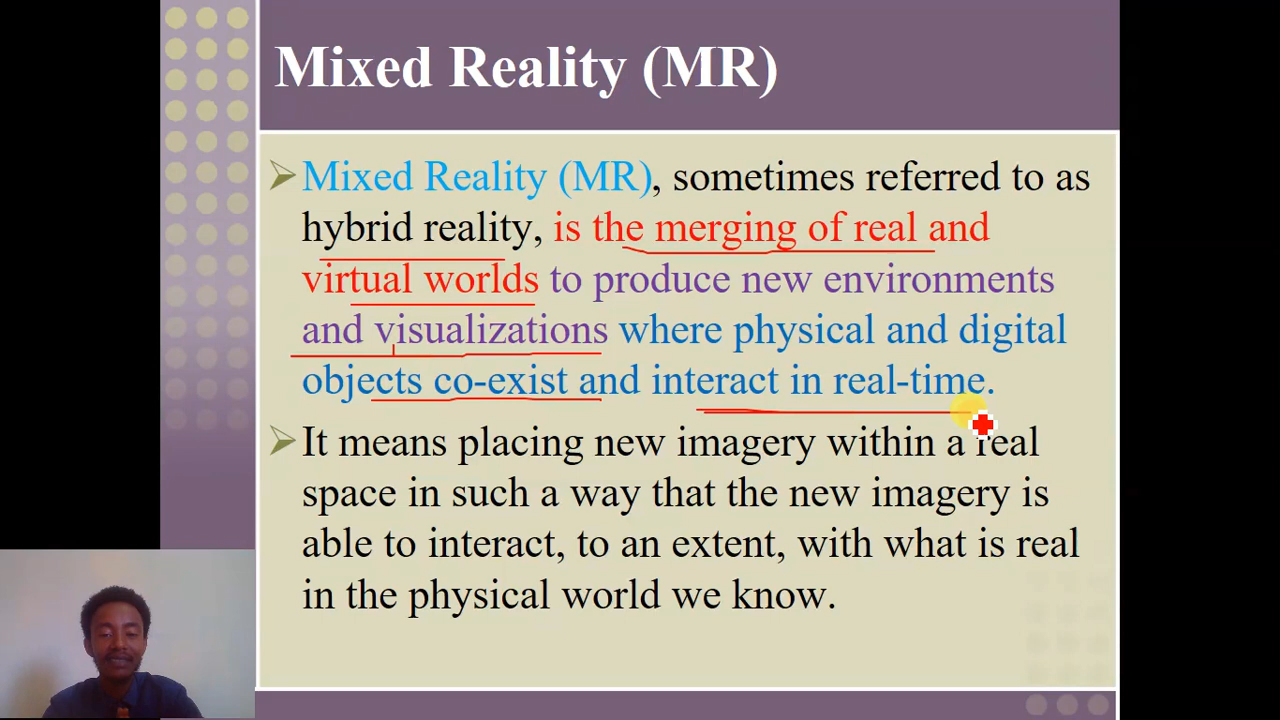 Mixed Reality (MR)
Mixed Reality (MR), sometimes referred to as
hybrid reality, is the merging of real and
virtual worlds to produce new environments
and visualizations where physical and digital
objects co-exist and interact in real-time.
It means placing new imagery within a real
space in such a way that the new imagery is
able to interact, to an extent, with what is real
in the physical world we know.